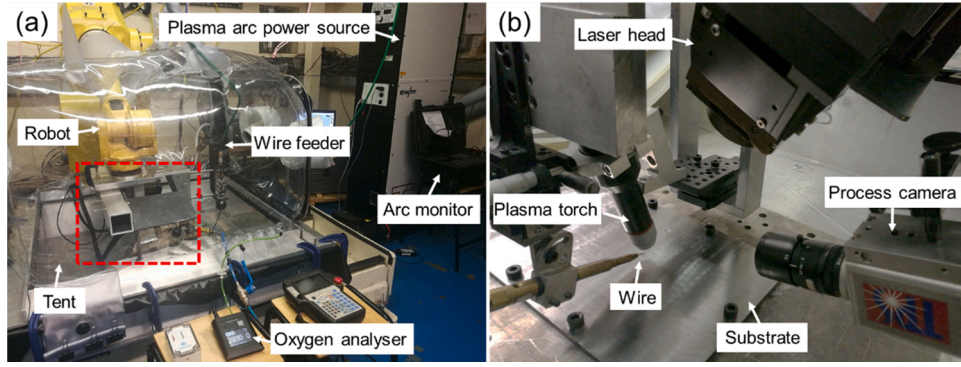 (a)
Plasma arc power source
Robot
Wire feeder
Arc monitor
Tent
Oxygen analyser
(b)
Laser head
Process camera
Plasma torch
Wire
Substrate